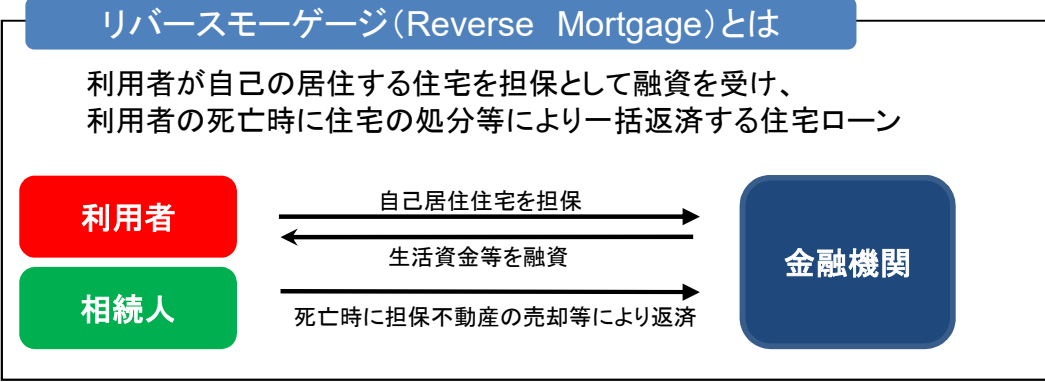 リバースモーゲージ（Reverse Mortgage）とは
利用者が自己の居住する住宅を担保として融資を受け、
利用者の死亡時に住宅の処分等により一括返済する住宅ローン
利用者
自己居住住宅を担保
生活資金等を融資
金融機関
相続人
死亡時に担保不動産の売却等により返済